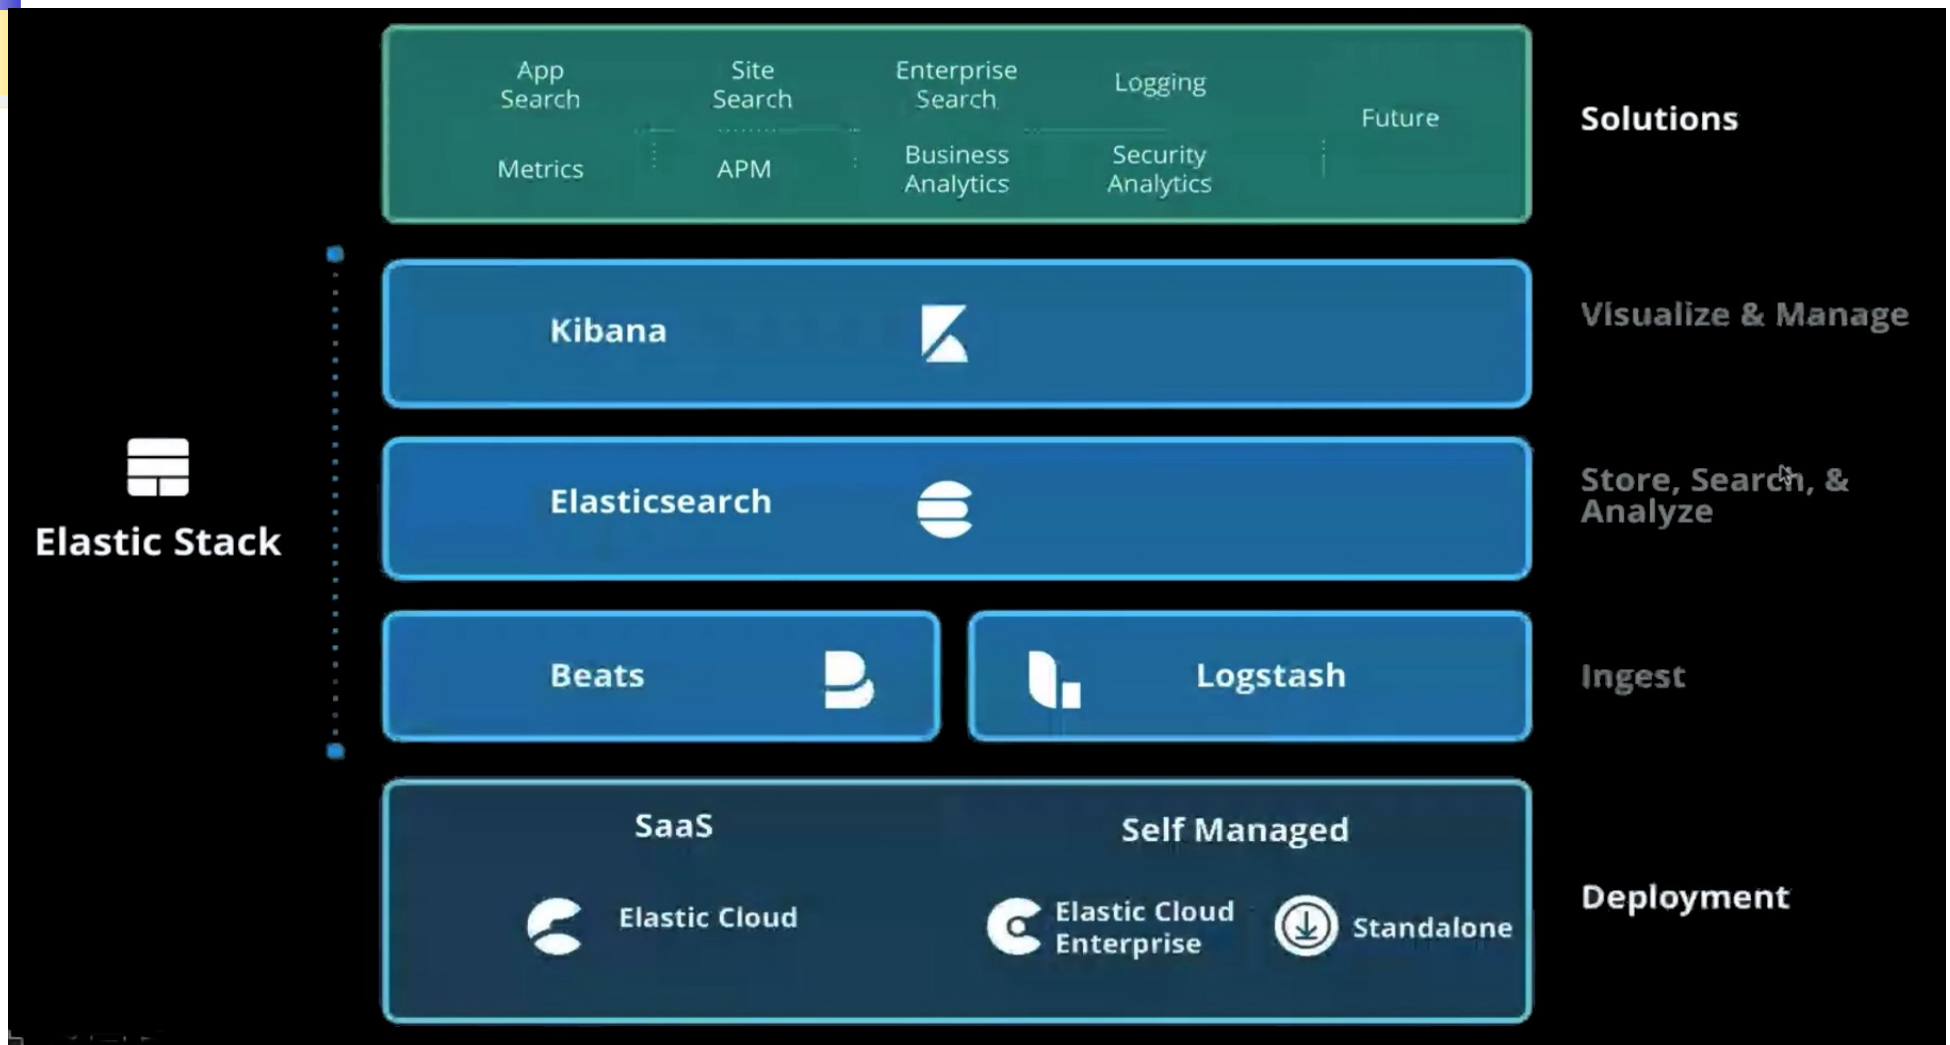 App
Search
Site
Search
Enterprise
Search
Logging
Future
Metrics
APM
Business
Analytics
Security
Analytics
Solutions
Kibana
Visualize & Manage
Elastic Stack
Elasticsearch
Store, Search, &
Analyze
Beats
Logstash
Ingest
SaaS
Self Managed
Elastic Cloud
Elastic Cloud
Enterprise
Standalone
Deployment